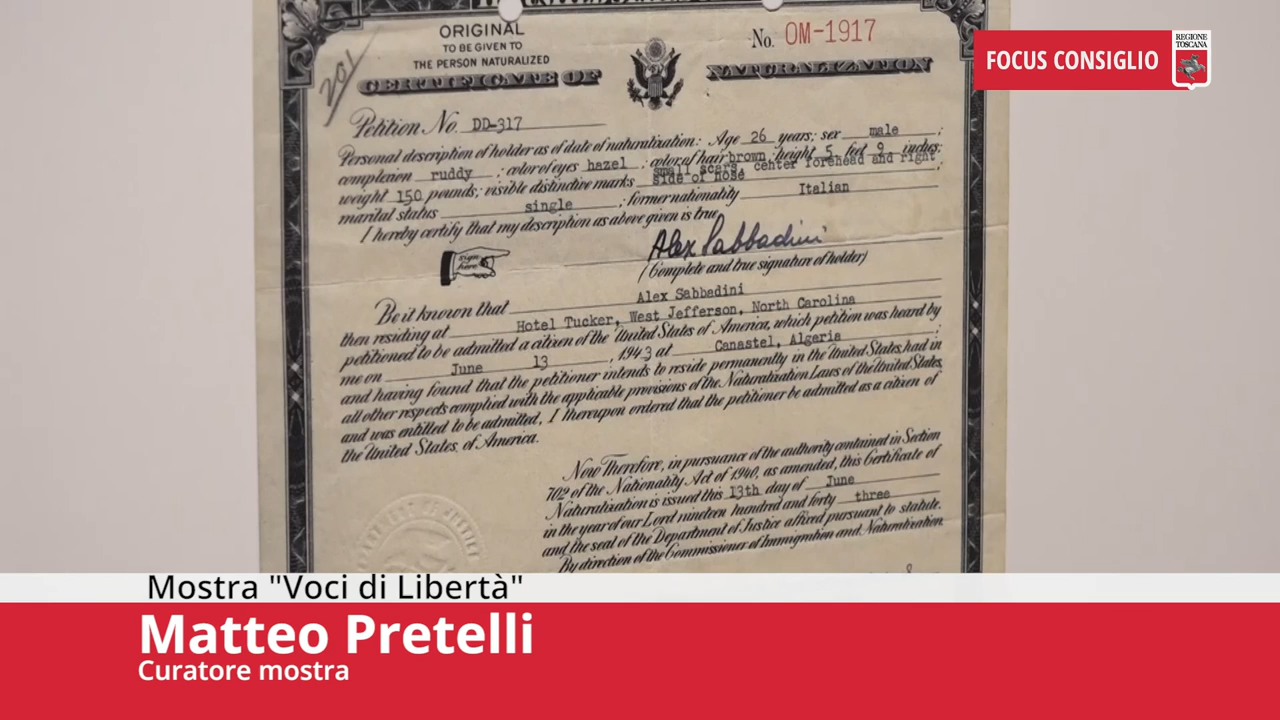 ORIGINAL
TO BE GIVEN TO
THE PERSON NATURALIZED
No. OM-1917
201
CERTIFICATE OF NATURALIZATION
FOCUS CONSIGLIO
REGIONE
TOSCANA
Petition No. DD-317
Personal description of holder as of date of naturalization: Age 26 years; sex male ;
complexion ruddy ; color of eyes hazel ; color of hair brown ; height 5 feet 9 inches;
weight 150 pounds; visible distinctive marks small scars, center forehead and right side of nose
marital status single ; former nationality Italian
I hereby certify that my description as above given is true
sign here
Alex Sabbadini
(Complete and true signature of holder)
Be it known that Alex Sabbadini
then residing at Hotel Tucker, West Jefferson, North Carolina
petitioned to be admitted a citizen of the United States of America, which petition was heard by
me on June 13 , 1943 at Canastel, Algeria ;
and having found that the petitioner intends to reside permanently in the United States, had in
all other respects complied with the applicable provisions of the Naturalization Laws of the United States,
and was entitled to be admitted, I thereupon ordered that the petitioner be admitted as a citizen of
the United States of America.
Now Therefore, in pursuance of the authority contained in Section
702 of the Nationality Act of 1940, as amended, this Certificate of
Naturalization is issued this 13th day of June
in the year of our Lord nineteen hundred and forty three
and the seal of the Department of Justice affixed pursuant to statute.
By direction of the Commissioner of Immigration and Naturalization
Mostra "Voci di Libertà"
Matteo Pretelli
Curatore mostra